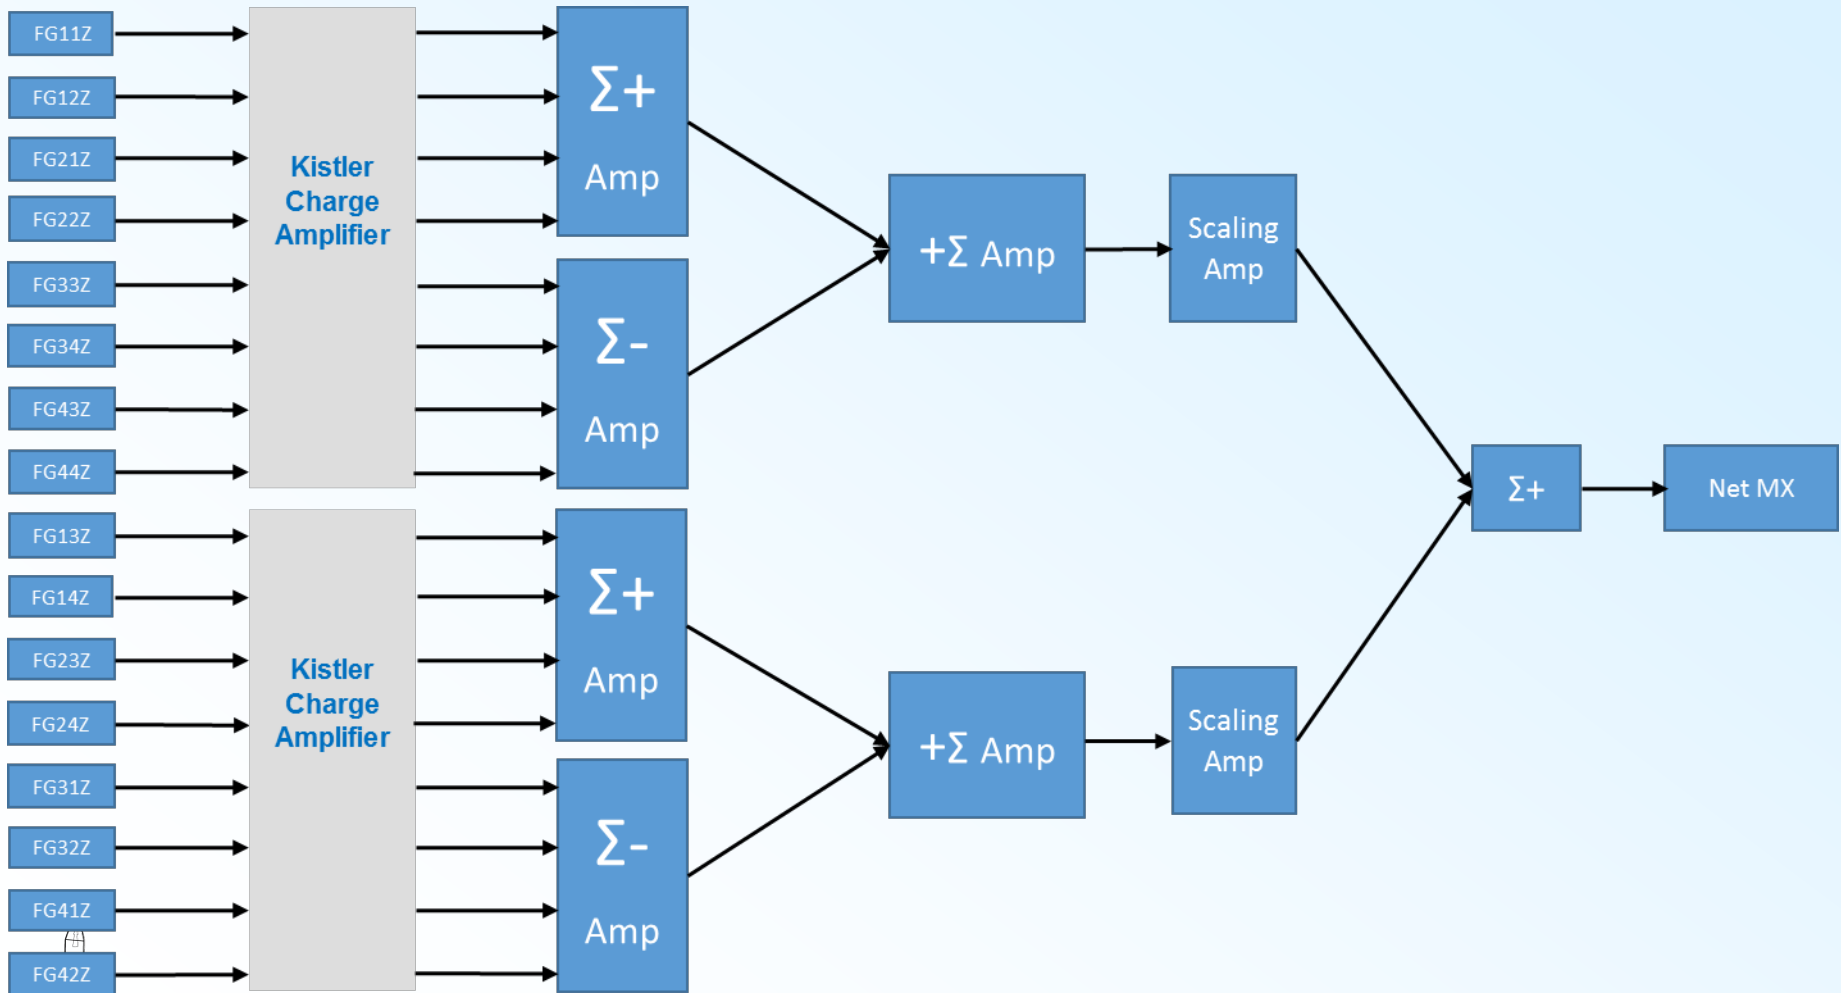 FG11Z
FG12Z
FG21Z
FG22Z
FG33Z
FG34Z
FG43Z
FG44Z
FG13Z
FG14Z
FG23Z
FG24Z
FG31Z
FG32Z
FG41Z
FG42Z
Kistler
Charge
Amplifier
Kistler
Charge
Amplifier
Σ+
Amp
Σ-
Amp
Σ+
Amp
Σ-
Amp
+Σ Amp
+Σ Amp
Scaling
Amp
Scaling
Amp
Σ+
Net MX